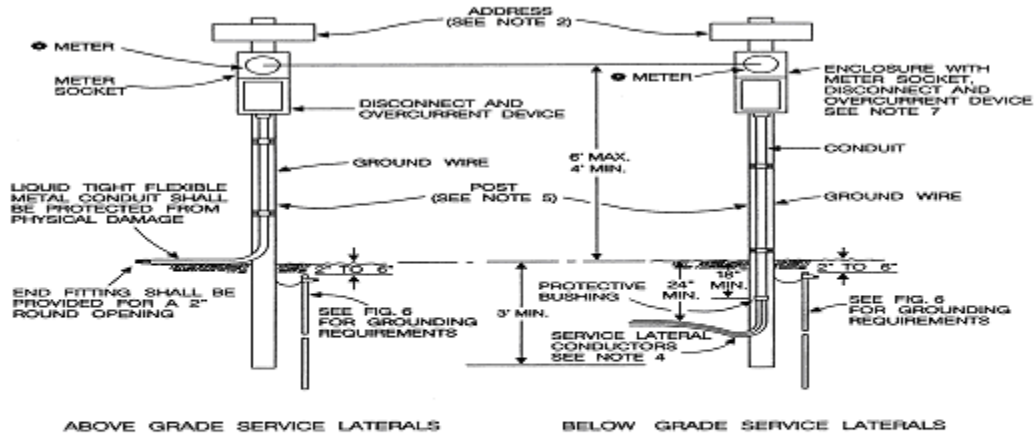 ADDRESS
(SEE NOTE 2)
METER
METER
SOCKET
DISCONNECT AND
OVERCURRENT DEVICE
GROUND WIRE
LIQUID TIGHT FLEXIBLE
METAL CONDUIT SHALL
BE PROTECTED FROM
PHYSICAL DAMAGE
POST
(SEE NOTE 5)
END FITTING SHALL BE
PROVIDED FOR A 2"
ROUND OPENING
2" TO 6"
SEE FIG. 6
FOR GROUNDING
REQUIREMENTS
6' MAX.
4' MIN.
3' MIN.
METER
ENCLOSURE WITH
METER SOCKET,
DISCONNECT AND
OVERCURRENT DEVICE
SEE NOTE 7
CONDUIT
GROUND WIRE
PROTECTIVE
BUSHING
24"
MIN.
18"
MIN.
2" TO 6"
SEE FIG. 6
FOR GROUNDING
REQUIREMENTS
SERVICE LATERAL
CONDUCTORS
SEE NOTE 4
ABOVE GRADE SERVICE LATERALS
BELOW GRADE SERVICE LATERALS